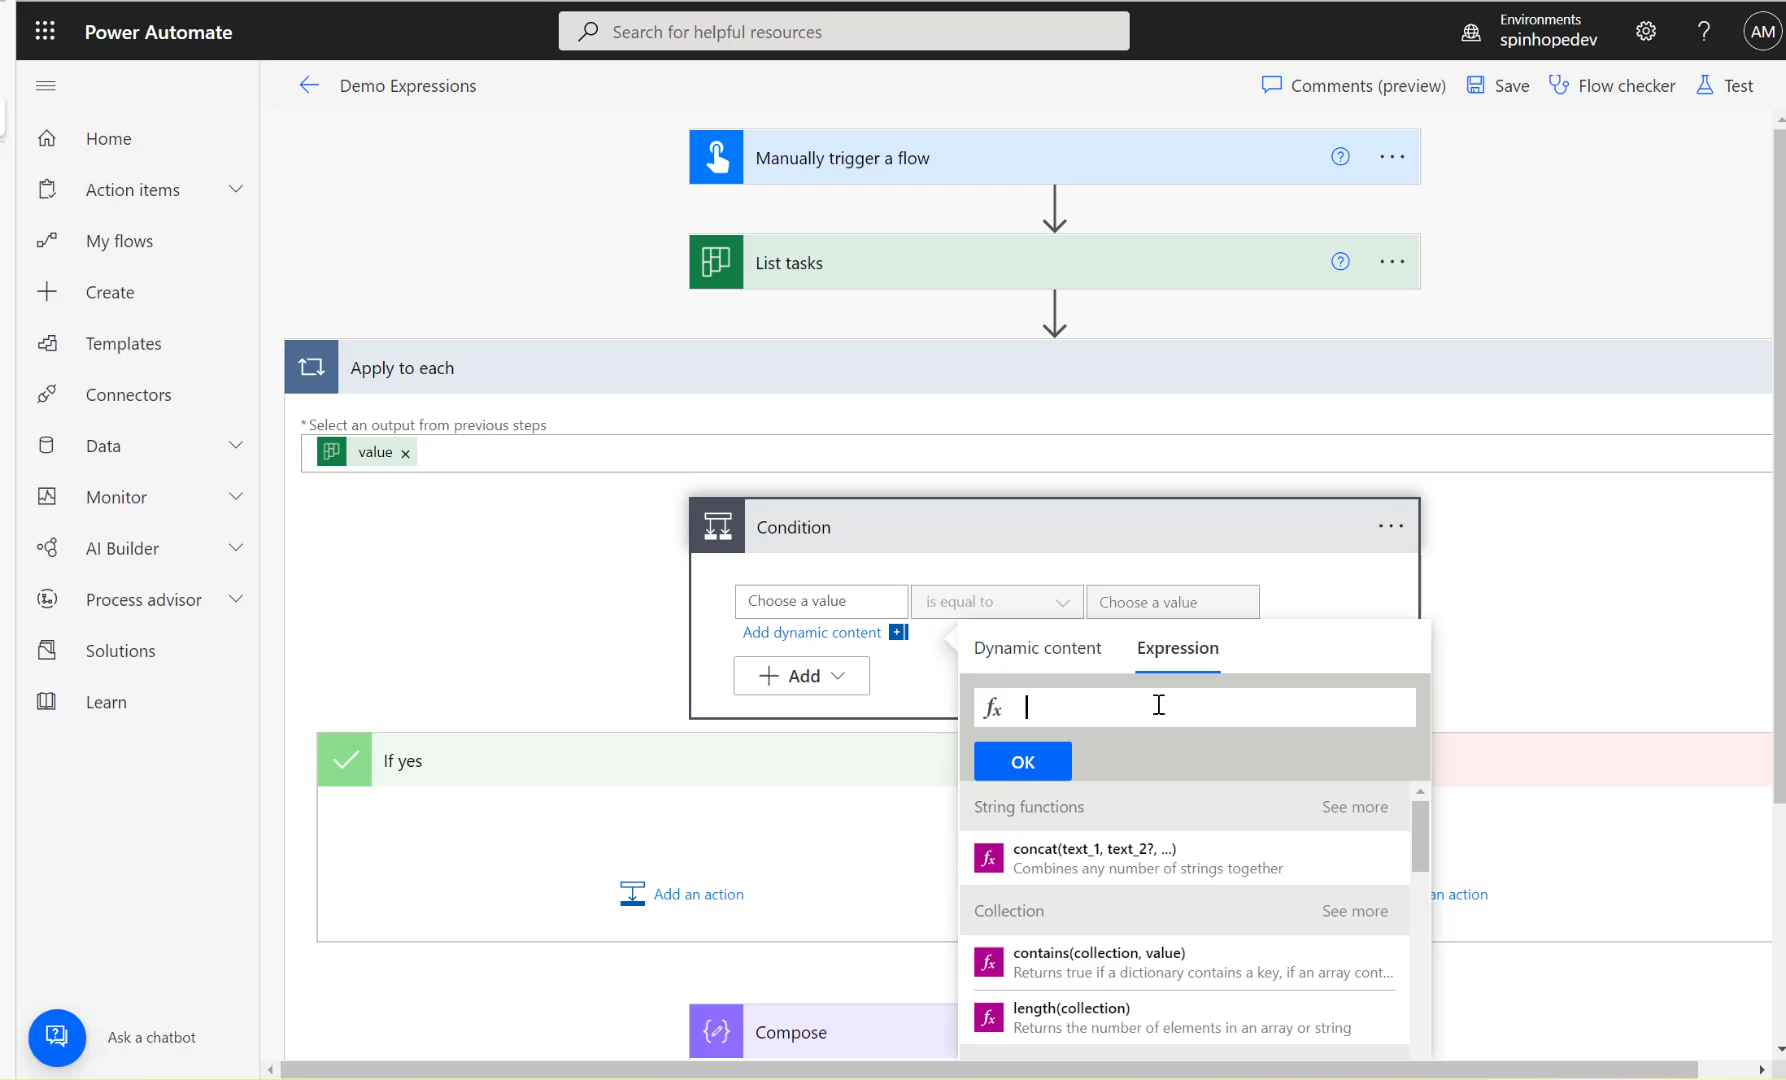 Power Automate
Search for helpful resources
Environments
spinhopedev
?
AM
Demo Expressions
Comments (preview)
Save
Flow checker
Test
Home
Action items
My flows
Create
Templates
Connectors
Data
Monitor
AI Builder
Process advisor
Solutions
Learn
Ask a chatbot
Manually trigger a flow
?
...
List tasks
?
...
Apply to each
* Select an output from previous steps
value ×
Condition
...
Choose a value
is equal to
Choose a value
Add dynamic content
+ Add
Dynamic content
Expression
fx
OK
String functions
See more
fx
concat(text_1, text_2?, ...)
Combines any number of strings together
Collection
See more
fx
contains(collection, value)
Returns true if a dictionary contains a key, if an array cont...
fx
length(collection)
Returns the number of elements in an array or string
If yes
Add an action
an action
Compose